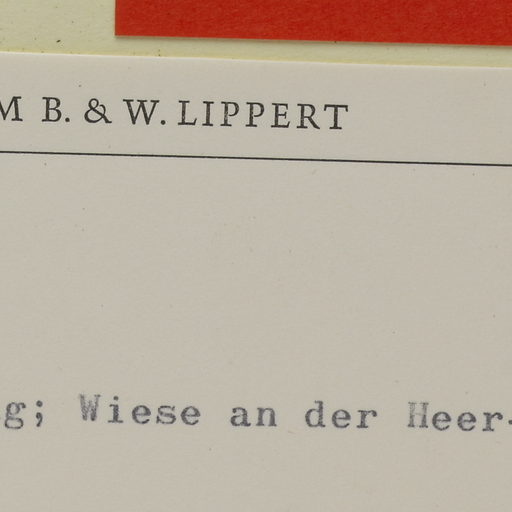 M B. & W. LIPPERT
g; Wiese an der Heer-